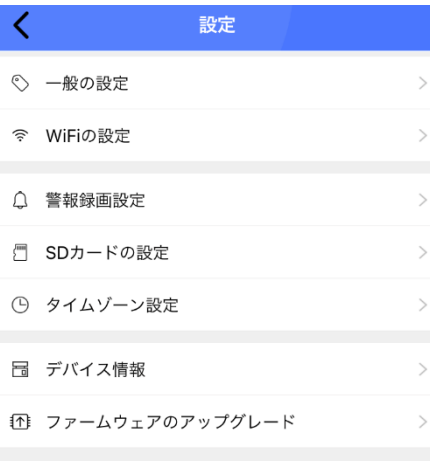 設定
一般の設定
WiFiの設定
警報録画設定
SDカードの設定
タイムゾーン設定
デバイス情報
ファームウェアのアップグレード